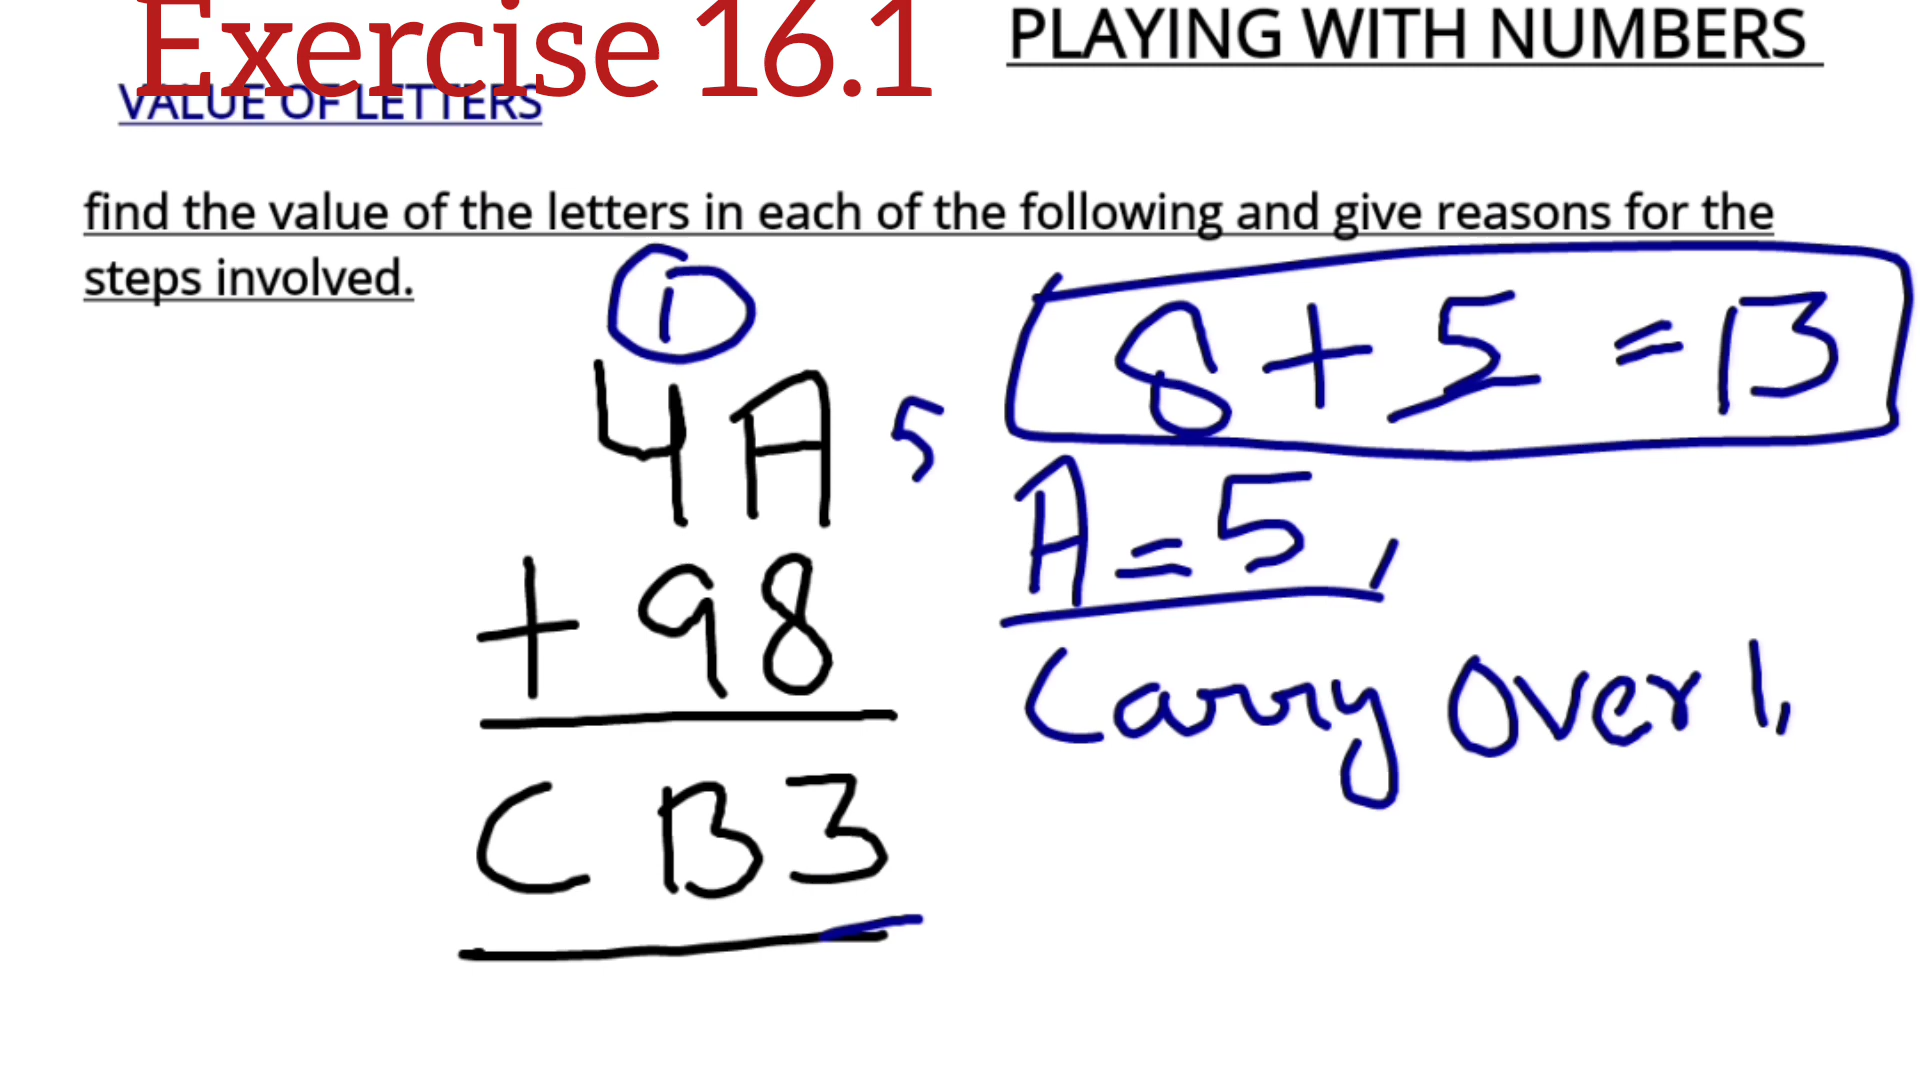 Exercise 16.1
PLAYING WITH NUMBERS
VALUE OF LETTERS
find the value of the letters in each of the following and give reasons for the
steps involved.
1
4A 5
+ 98
CB3
8 + 5 = 13
A = 5,
Carry over 1,